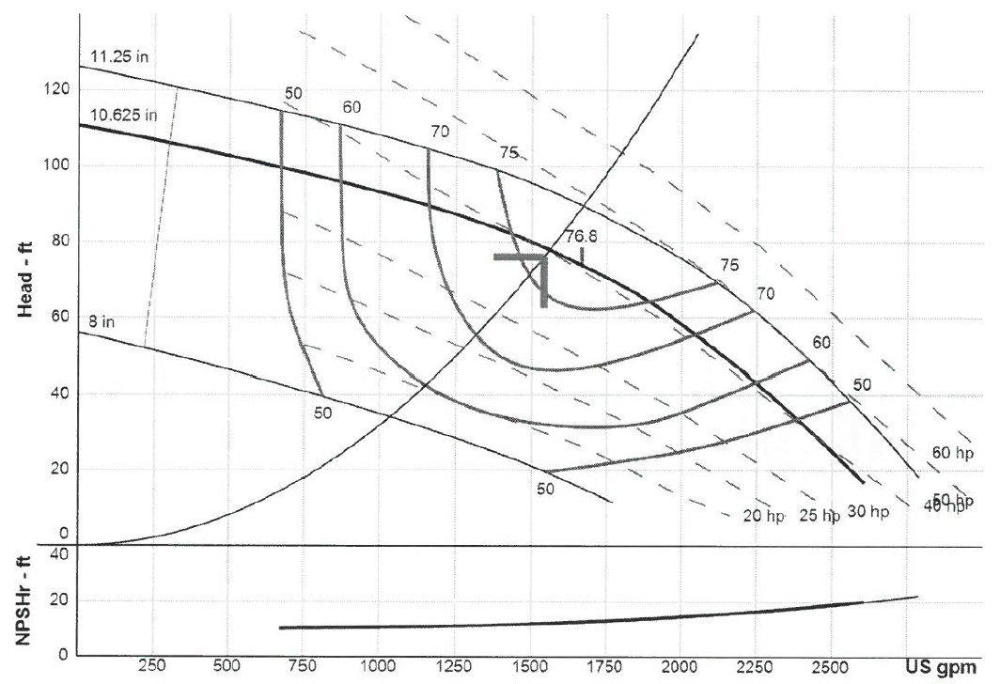 11.25 in
120
50
60
10.625 in
70
75
100
80
76.8
Head - ft
75
70
60
8 in
60
40
50
50
60 hp
20
50
50 hp
40 hp
30 hp
25 hp
20 hp
0
40
NPSHr - ft
20
0
250
500
750
1000
1250
1500
1750
2000
2250
2500
US gpm